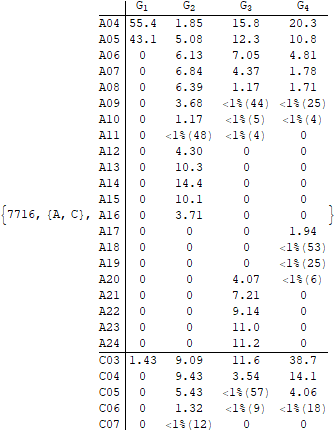 G1 G2 G3 G4
A04 55.4 1.85 15.8 20.3
A05 43.1 5.08 12.3 10.8
A06 0 6.13 7.05 4.81
A07 0 6.84 4.37 1.78
A08 0 6.39 1.17 1.71
A09 0 3.68 <1%(44) <1%(25)
A10 0 1.17 <1%(5) <1%(4)
A11 0 <1%(48) <1%(4) 0
A12 0 4.30 0 0
A13 0 10.3 0 0
A14 0 14.4 0 0
A15 0 10.1 0 0
{7716, {A, C}, A16 0 3.71 0 0 }
A17 0 0 0 1.94
A18 0 0 0 <1%(53)
A19 0 0 0 <1%(25)
A20 0 0 4.07 <1%(6)
A21 0 0 7.21 0
A22 0 0 9.14 0
A23 0 0 11.0 0
A24 0 0 11.2 0
C03 1.43 9.09 11.6 38.7
C04 0 9.43 3.54 14.1
C05 0 5.43 <1%(57) 4.06
C06 0 1.32 <1%(9) <1%(18)
C07 0 <1%(12) 0 0